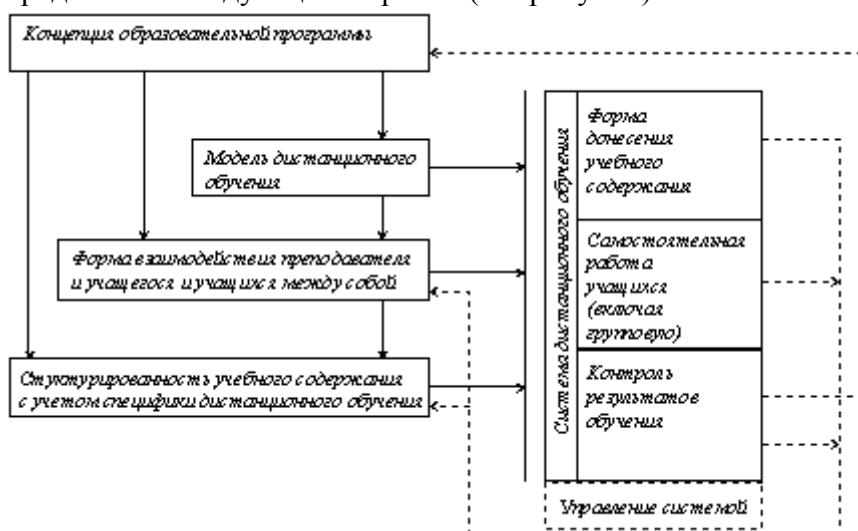 Концепция образовательной программы
Модель дистанционного
обучения
Форма взаимодействия преподавателя
и учащегося и учащихся между собой
Структурированность учебного содержания
с учетом специфики дистанционного обучения
Система дистанционного обучения
Форма
донесения
учебного
содержания
Самостоятельная
работа
учащихся
(включая
групповую)
Контроль
результатов
обучения
Управление системой